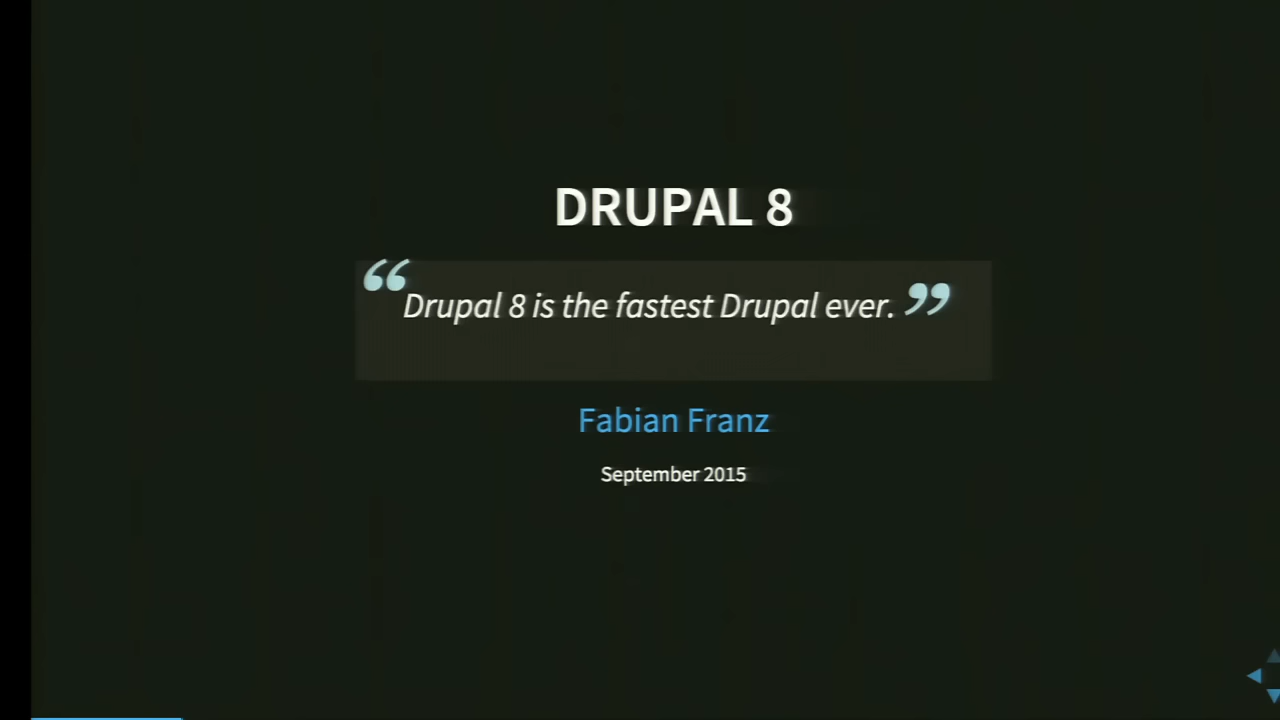 DRUPAL 8
“Drupal 8 is the fastest Drupal ever.”
Fabian Franz
September 2015